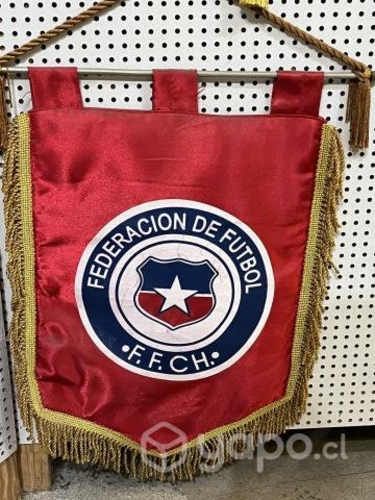 FEDERACION DE FUTBOL
• F. F. CH. •
yapo.cl